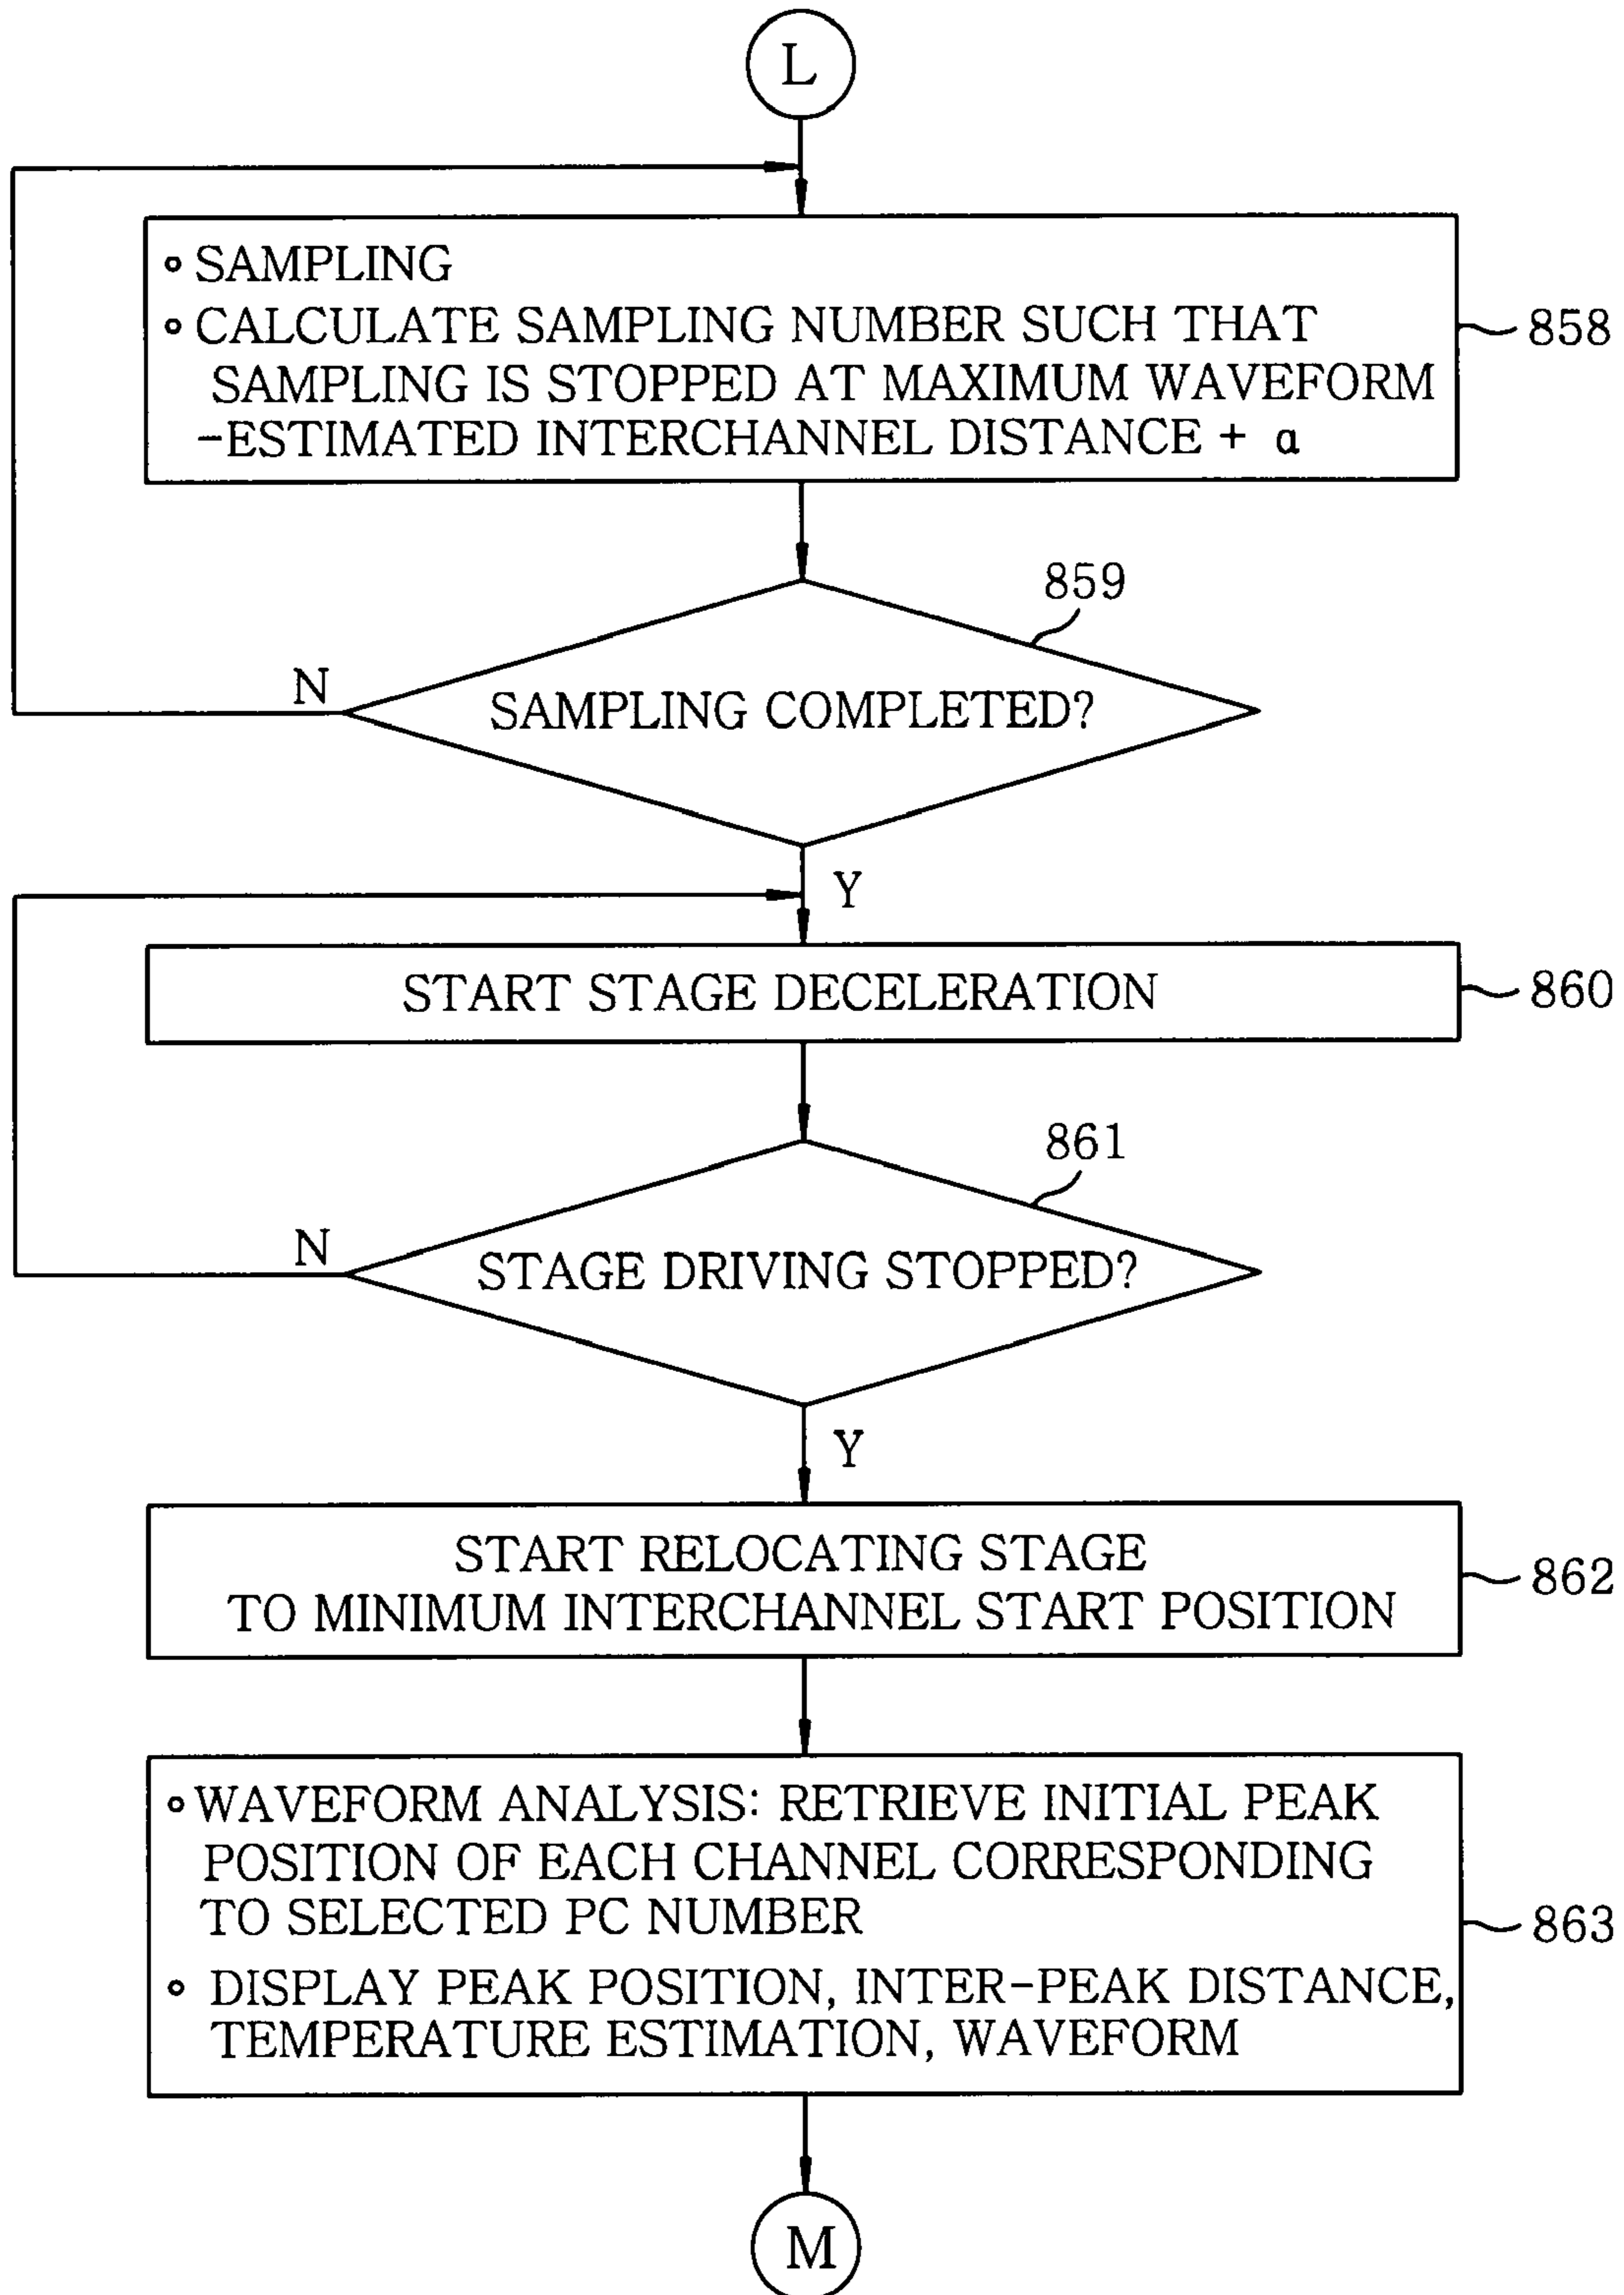 L
∘ SAMPLING
∘ CALCULATE SAMPLING NUMBER SUCH THAT
SAMPLING IS STOPPED AT MAXIMUM WAVEFORM
-ESTIMATED INTERCHANNEL DISTANCE + α
858
859
N
SAMPLING COMPLETED?
Y
START STAGE DECELERATION
860
861
N
STAGE DRIVING STOPPED?
Y
START RELOCATING STAGE
TO MINIMUM INTERCHANNEL START POSITION
862
∘ WAVEFORM ANALYSIS: RETRIEVE INITIAL PEAK
POSITION OF EACH CHANNEL CORRESPONDING
TO SELECTED PC NUMBER
∘ DISPLAY PEAK POSITION, INTER-PEAK DISTANCE,
TEMPERATURE ESTIMATION, WAVEFORM
863
M